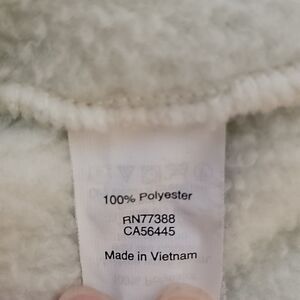 100% Polyester
RN77388
CA56445
Made in Vietnam